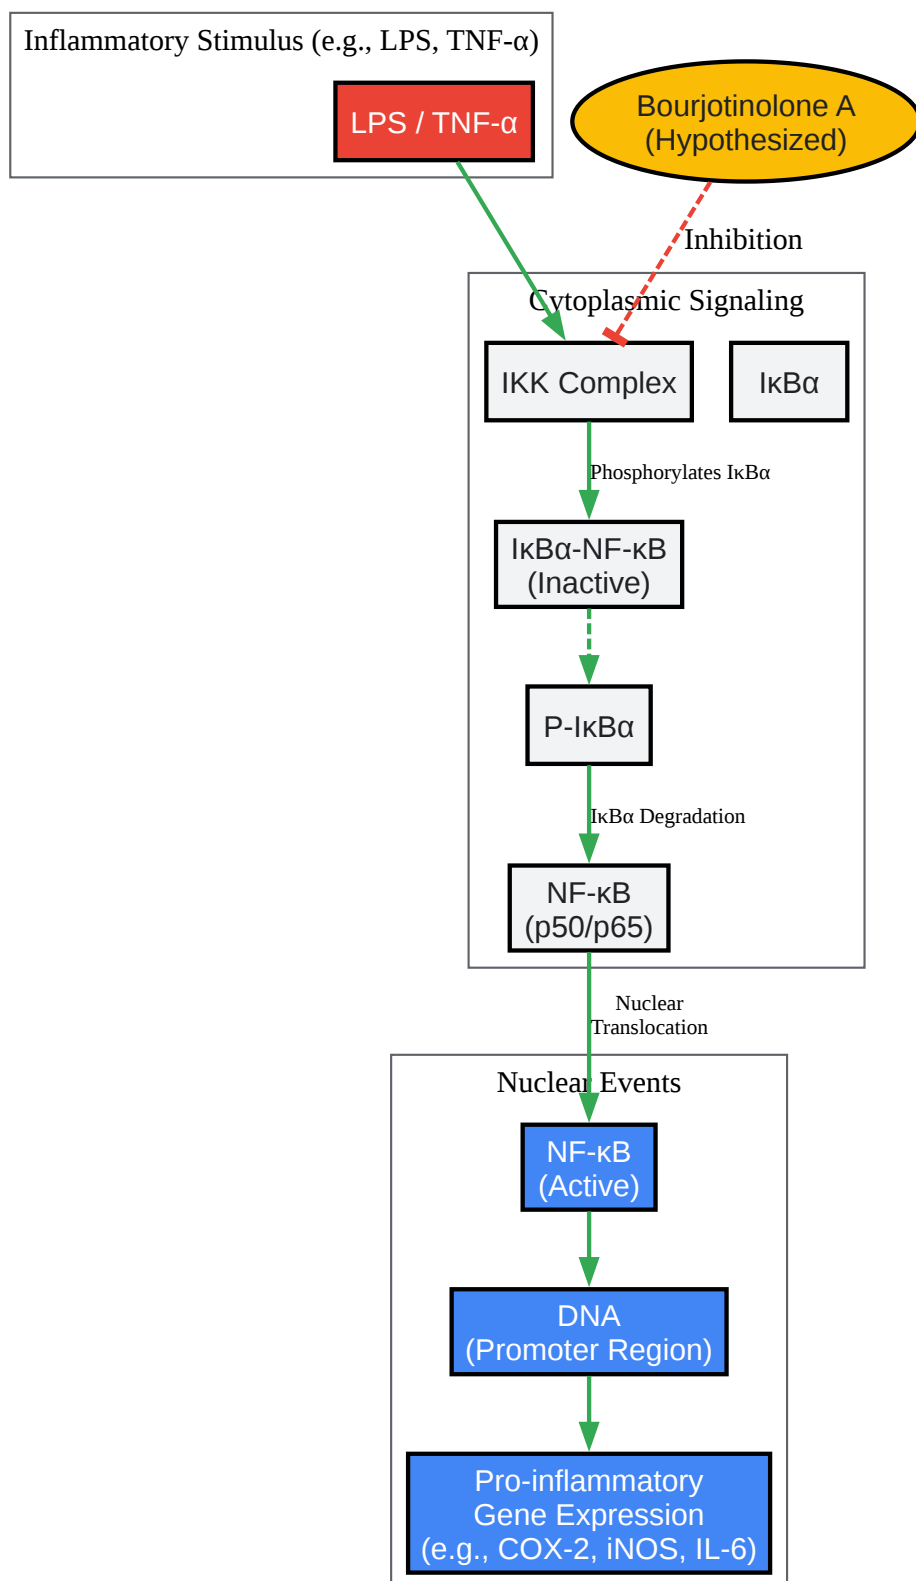 Inflammatory Stimulus (e.g., LPS, TNF-α)
LPS / TNF-α
Bourjotinolone A
(Hypothesized)
Inhibition
Cytoplasmic Signaling
IKK Complex
IκBα
Phosphorylates IκBα
IκBα-NF-κB
(Inactive)
P-IκBα
IκBα Degradation
NF-κB
(p50/p65)
Nuclear
Translocation
Nuclear Events
NF-κB
(Active)
DNA
(Promoter Region)
Pro-inflammatory
Gene Expression
(e.g., COX-2, iNOS, IL-6)